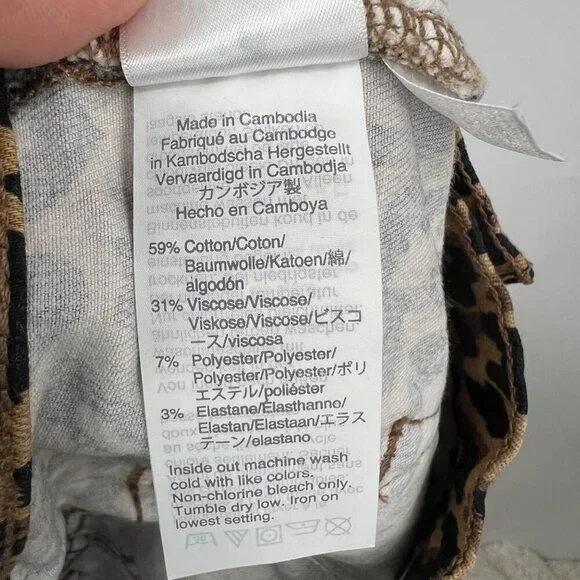 Made in Cambodia
Fabriqué au Cambodge
in Kambodscha Hergestellt
Vervaardigd in Cambodja
カンボジア製
Hecho en Camboya
59% Cotton/Coton/
Baumwolle/Katoen/綿/
algodón
31% Viscose/Viscose/
Viskose/Viscose/ビスコ
ース/viscosa
7% Polyester/Polyester/
Polyester/Polyester/ポリ
エステル/poliéster
3% Elastane/Elasthanne/
Elastan/Elastaan/エラス
テーン/elastano
Inside out machine wash
cold with like colors.
Non-chlorine bleach only.
Tumble dry low. Iron on
lowest setting.